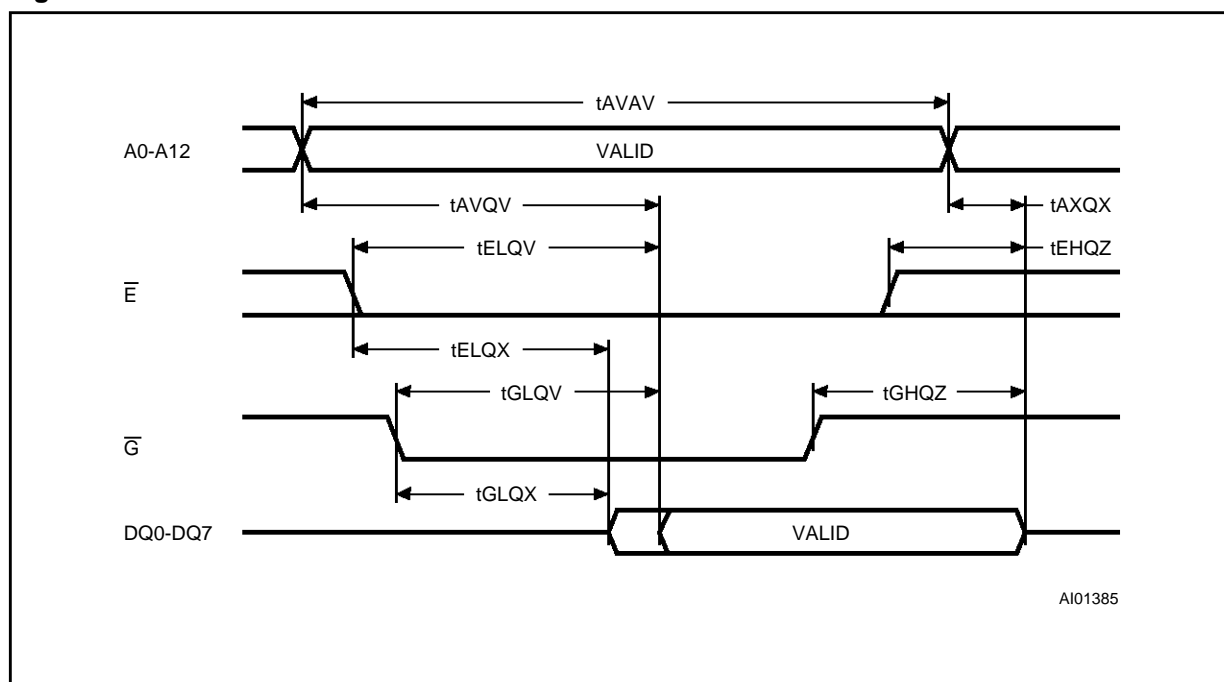 tAVAV
A0-A12 VALID
tAVQV tAXQX
tELQV tEHQZ
E̅
tELQX
tGLQV tGHQZ
G̅
tGLQX
DQ0-DQ7 VALID
AI01385